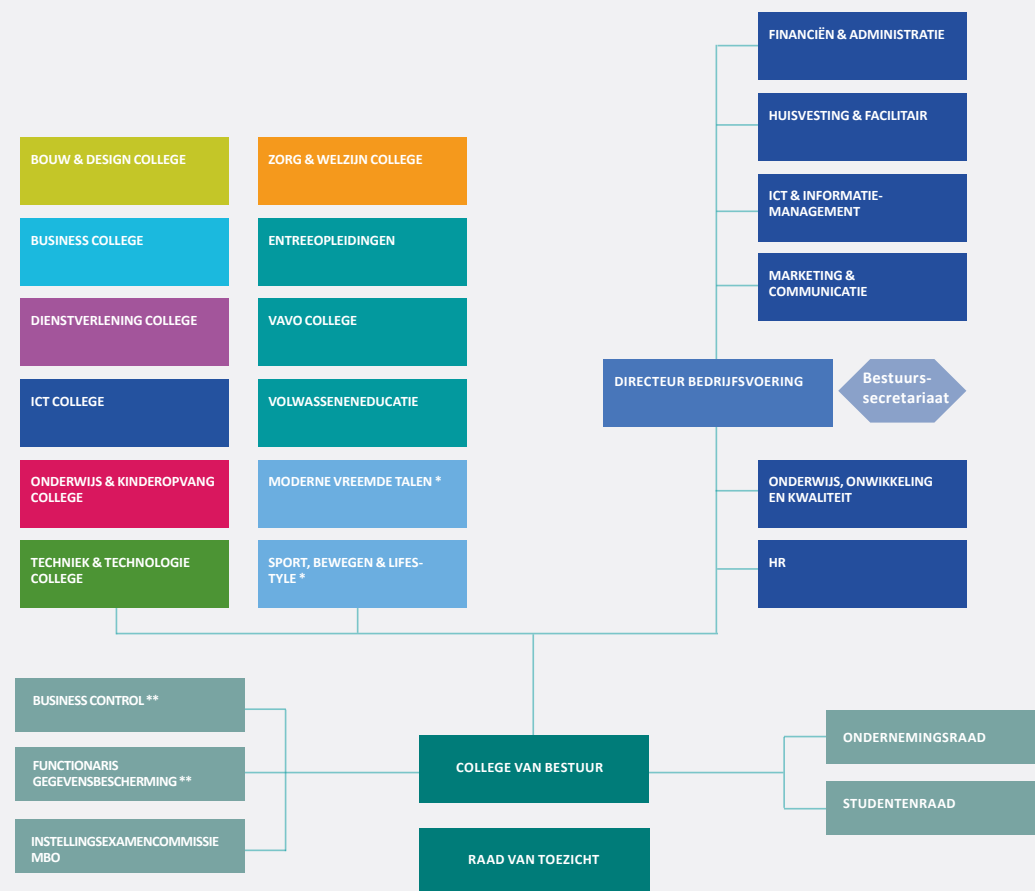 FINANCIËN & ADMINISTRATIE
HUISVESTING & FACILITAIR
ICT & INFORMATIE-
MANAGEMENT
MARKETING &
COMMUNICATIE
BOUW & DESIGN COLLEGE
ZORG & WELZIJN COLLEGE
BUSINESS COLLEGE
ENTREEOPLEIDINGEN
DIENSTVERLENING COLLEGE
VAVO COLLEGE
ICT COLLEGE
VOLWASSENENEDUCATIE
ONDERWIJS & KINDEROPVANG
COLLEGE
MODERNE VREEMDE TALEN *
TECHNIEK & TECHNOLOGIE
COLLEGE
SPORT, BEWEGEN & LIFES-
TYLE *
DIRECTEUR BEDRIJFSVOERING
Bestuurs-
secretariaat
ONDERWIJS, ONWIKKELING
EN KWALITEIT
HR
BUSINESS CONTROL **
FUNCTIONARIS
GEGEVENSBESCHERMING **
INSTELLINGSEXAMENCOMMISSIE
MBO
COLLEGE VAN BESTUUR
RAAD VAN TOEZICHT
ONDERNEMINGSRAAD
STUDENTENRAAD